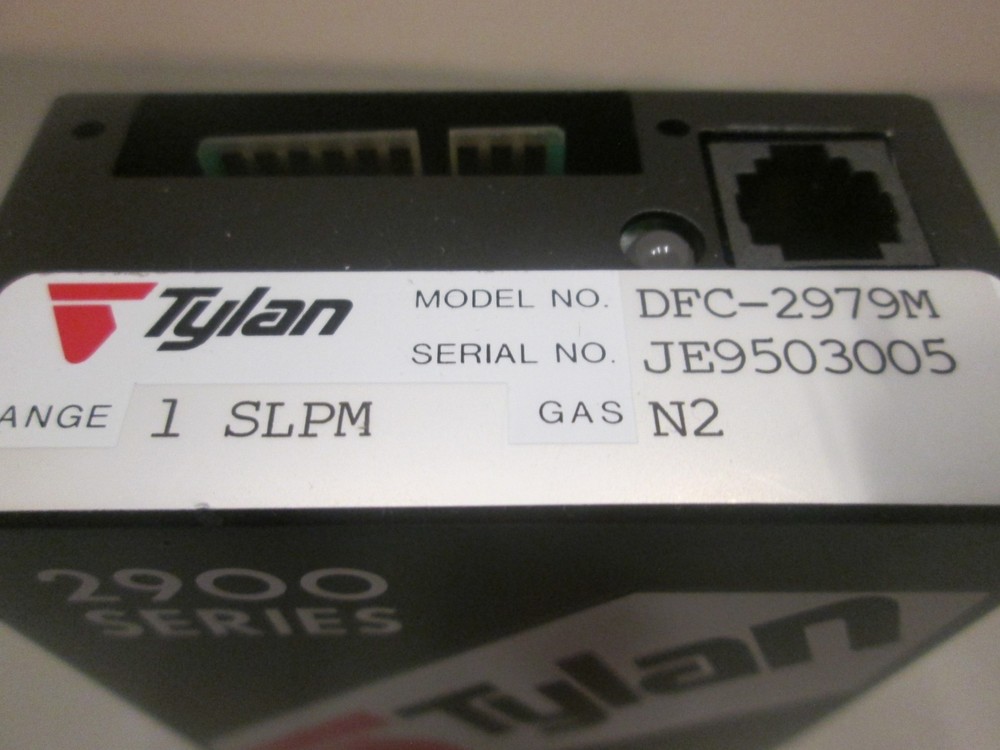 Tylan
MODEL NO. DFC-2979M
SERIAL NO. JE9503005
ANGE 1 SLPM GAS N2
2900
SERIES
Tylan